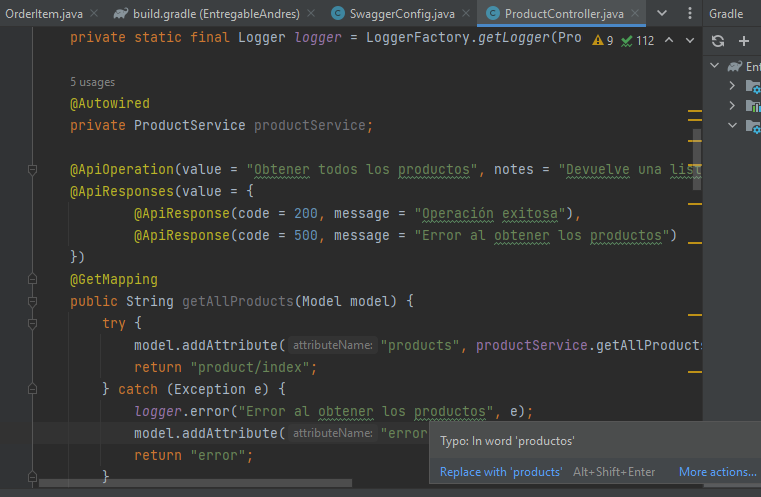 OrderItem.java build.gradle (EntregableAndres) SwaggerConfig.java ProductController.java Gradle
private static final Logger logger = LoggerFactory.getLogger(Pro 9 112
5 usages
@Autowired
private ProductService productService;
@ApiOperation(value = "Obtener todos los productos", notes = "Devuelve una list
@ApiResponses(value = {
@ApiResponse(code = 200, message = "Operación exitosa"),
@ApiResponse(code = 500, message = "Error al obtener los productos")
})
@GetMapping
public String getAllProducts(Model model) {
try {
model.addAttribute( attributeName: "products", productService.getAllProducts
return "product/index";
} catch (Exception e) {
logger.error("Error al obtener los productos", e);
model.addAttribute( attributeName: "error
return "error";
}
Typo: In word 'productos'
Replace with 'products' Alt+Shift+Enter More actions...
Ent